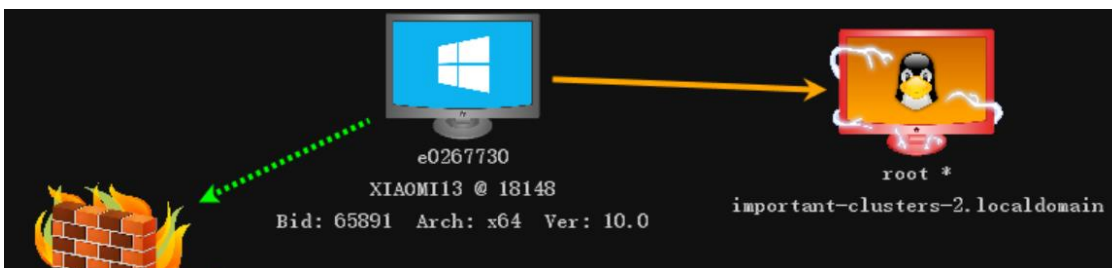 e0267730
XIAOMI13 @ 18148
Bid: 65891 Arch: x64 Ver: 10.0
root *
important-clusters-2.localdomain